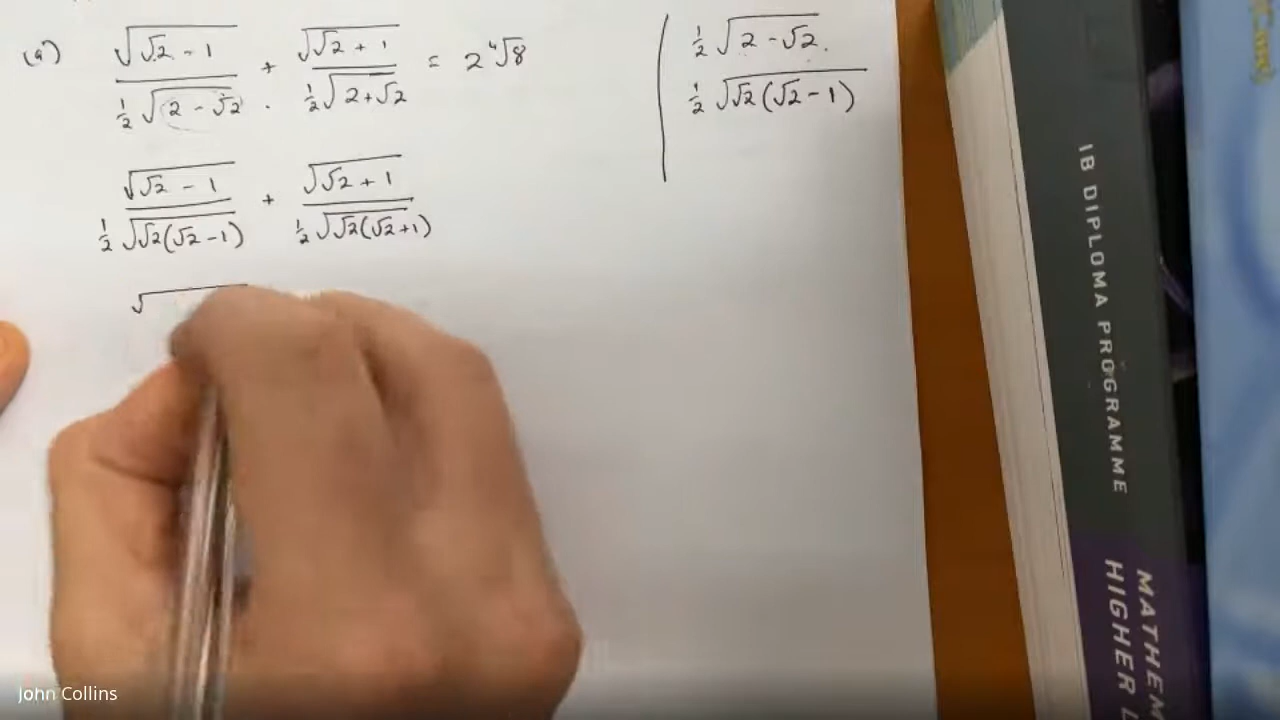 (a) √(√2 - 1) / ½√(2 - √2) + √(√2 + 1) / ½√(2+√2) = 2 ⁴√8
√(√2 - 1) / ½√(√2(√2-1)) + √(√2 + 1) / ½√(√2(√2+1))
√
½ √(2 - √2).
½ √(√2(√2-1))
IB DIPLOMA PROGRAMME
MATHEM
HIGHER L
John Collins